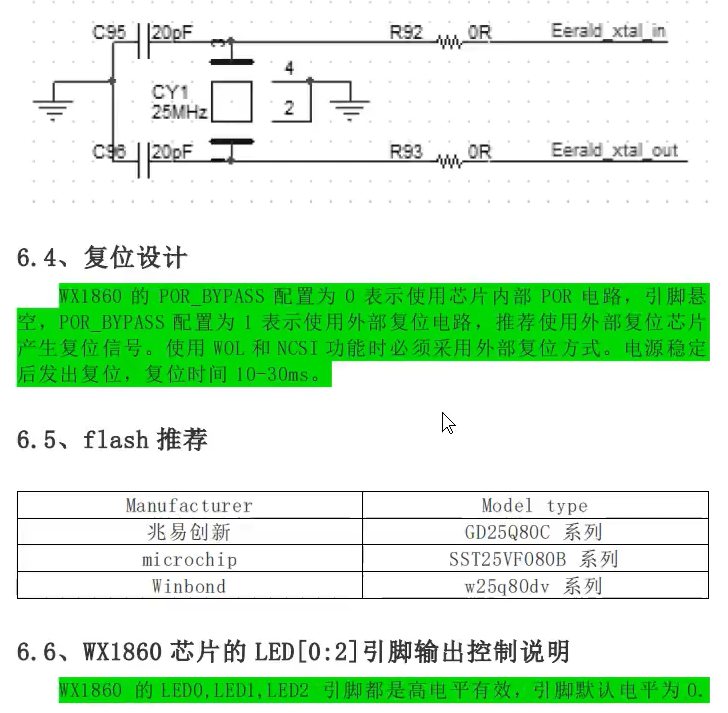 C95 20pF 3 R92 0R Eerald_xtal_in
4
CY1
25MHz 2
C96 20pF 1 R93 0R Eerald_xtal_out
6.4、复位设计
WX1860 的 POR_BYPASS 配置为 0 表示使用芯片内部 POR 电路，引脚悬
空，POR_BYPASS 配置为 1 表示使用外部复位电路，推荐使用外部复位芯片
产生复位信号。使用 WOL 和 NCSI 功能时必须采用外部复位方式。电源稳定
后发出复位，复位时间 10-30ms。
6.5、flash 推荐
Manufacturer Model type
兆易创新 GD25Q80C 系列
microchip SST25VF080B 系列
Winbond w25q80dv 系列
6.6、WX1860 芯片的 LED[0:2]引脚输出控制说明
WX1860 的 LED0,LED1,LED2 引脚都是高电平有效，引脚默认电平为 0.